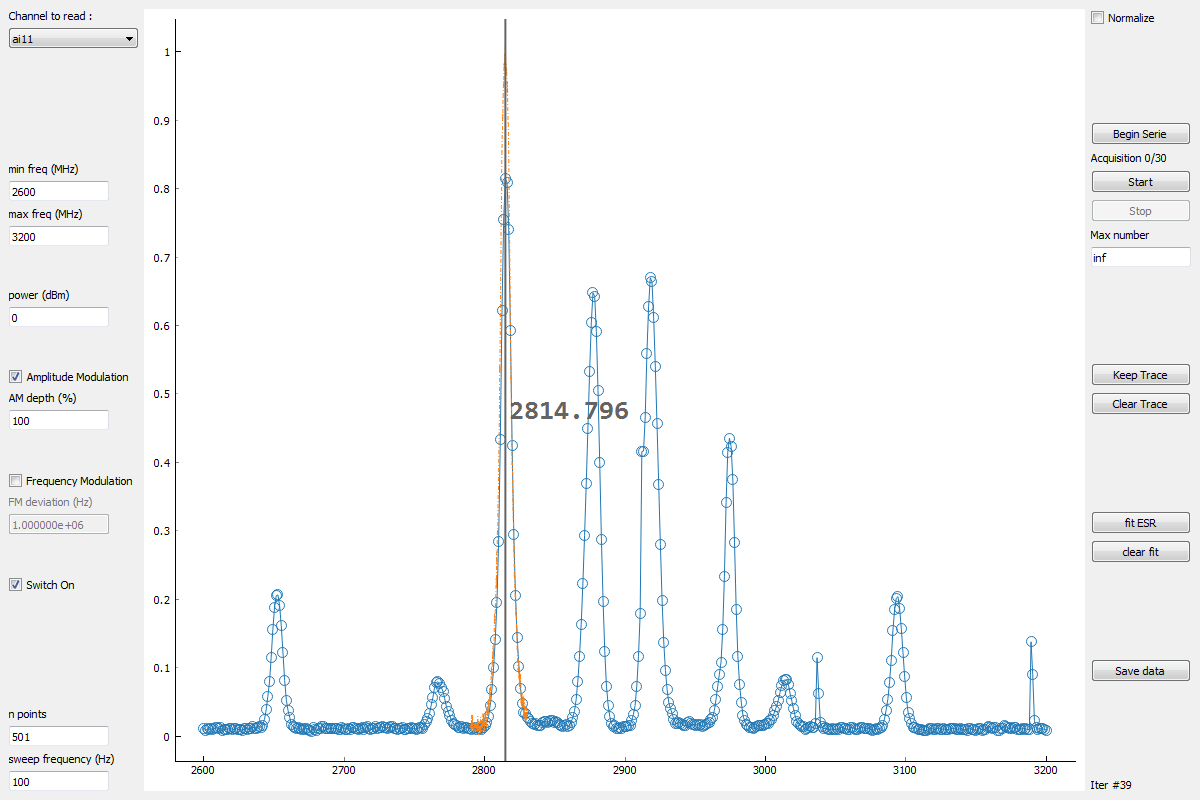 Channel to read :
ai11
min freq (MHz)
2600
max freq (MHz)
3200
power (dBm)
0
Amplitude Modulation
AM depth (%)
100
Frequency Modulation
FM deviation (Hz)
1.000000e+06
Switch On
n points
501
sweep frequency (Hz)
100
1
0.9
0.8
0.7
0.6
0.5
0.4
0.3
0.2
0.1
0
2814.796
2600
2700
2800
2900
3000
3100
3200
Normalize
Begin Serie
Acquisition 0/30
Start
Stop
Max number
inf
Keep Trace
Clear Trace
fit ESR
clear fit
Save data
Iter #39